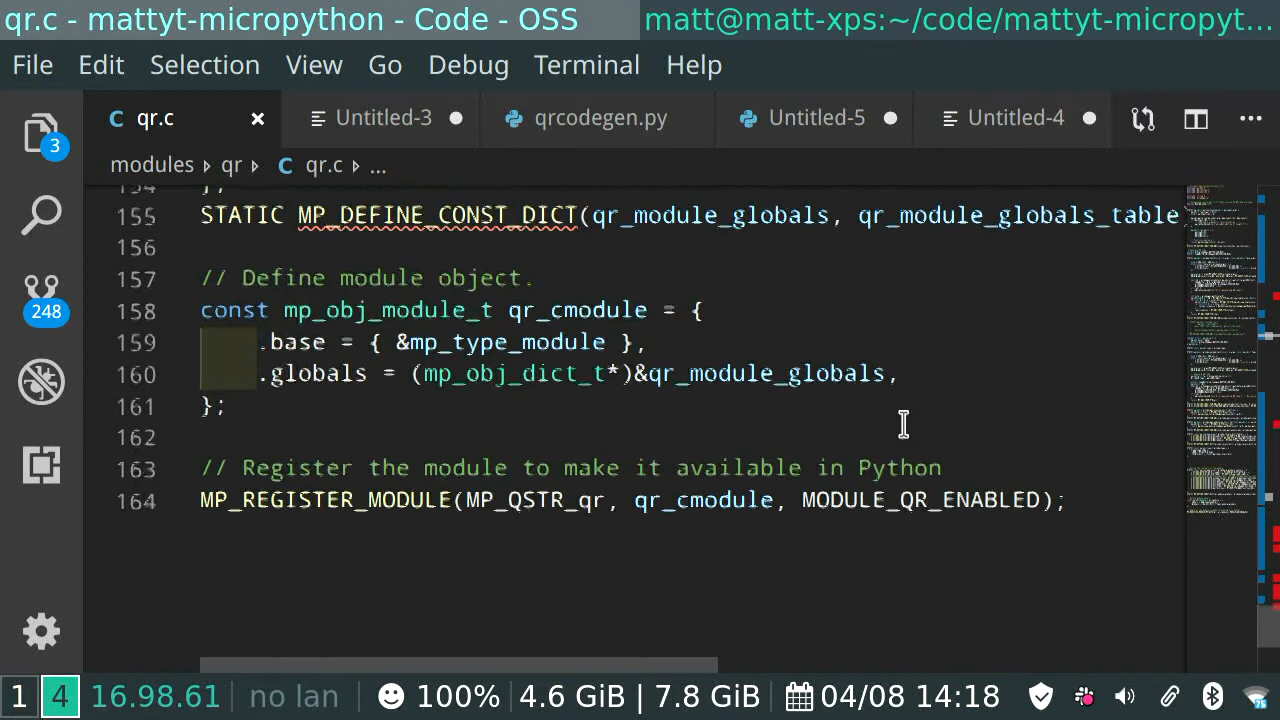 qr.c - mattyt-micropython - Code - OSS matt@matt-xps:~/code/mattyt-micropyt...
File Edit Selection View Go Debug Terminal Help
qr.c Untitled-3 qrcodegen.py Untitled-5 Untitled-4
3
modules qr C qr.c ...
154 };
155 STATIC MP_DEFINE_CONST_DICT(qr_module_globals, qr_module_globals_table
156
157 // Define module object.
158 const mp_obj_module_t qr_cmodule = {
248
159 .base = { &mp_type_module },
160 .globals = (mp_obj_dict_t*)&qr_module_globals,
161 };
162
163 // Register the module to make it available in Python
164 MP_REGISTER_MODULE(MP_QSTR_qr, qr_cmodule, MODULE_QR_ENABLED);
1 4 16.98.61 no lan 100% 4.6 GiB | 7.8 GiB 04/08 14:18 75